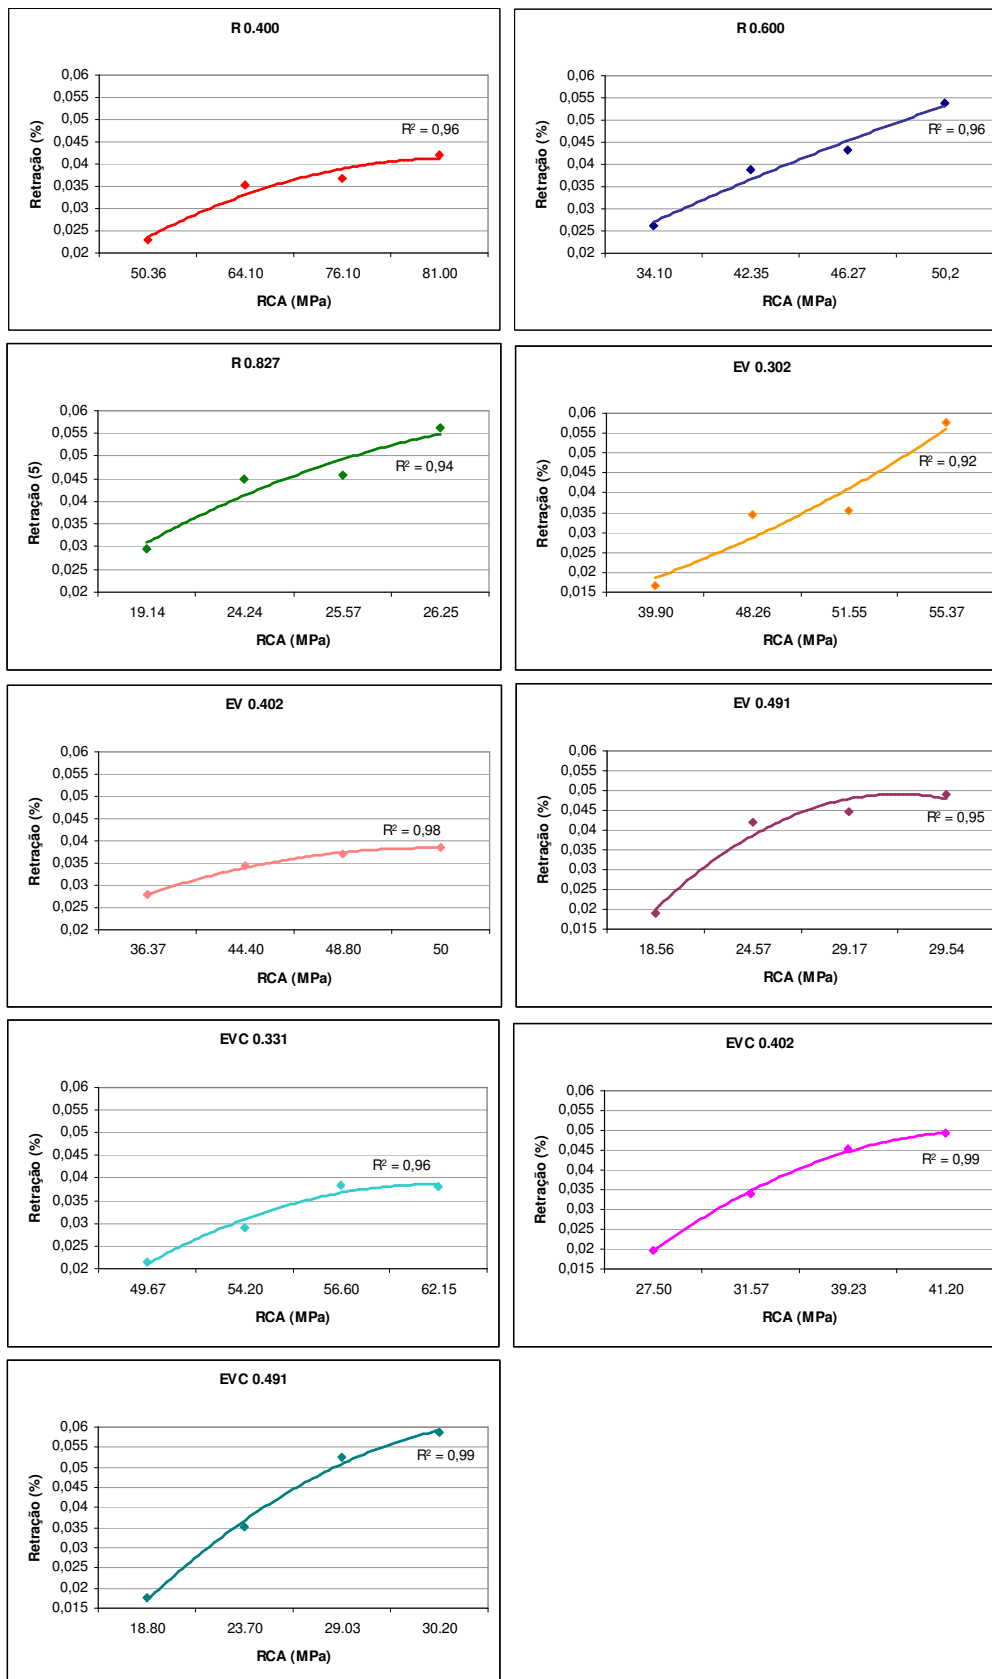 R 0.400
0,06
0,055
0,05
0,045
0,04
0,035
0,03
0,025
0,02
Retração (%)
R² = 0,96
50.36 64.10 76.10 81.00
RCA (MPa)
R 0.600
0,06
0,055
0,05
0,045
0,04
0,035
0,03
0,025
0,02
Retração (%)
R² = 0,96
34.10 42.35 46.27 50,2
RCA (MPa)
R 0.827
0,06
0,055
0,05
0,045
0,04
0,035
0,03
0,025
0,02
Retração (5)
R² = 0,94
19.14 24.24 25.57 26.25
RCA (MPa)
EV 0.302
0,06
0,055
0,05
0,045
0,04
0,035
0,03
0,025
0,02
0,015
Retração (%)
R² = 0,92
39.90 48.26 51.55 55.37
RCA (MPa)
EV 0.402
0,06
0,055
0,05
0,045
0,04
0,035
0,03
0,025
0,02
Retração (%)
R² = 0,98
36.37 44.40 48.80 50
RCA (MPa)
EV 0.491
0,06
0,055
0,05
0,045
0,04
0,035
0,03
0,025
0,02
0,015
Retração (%)
R² = 0,95
18.56 24.57 29.17 29.54
RCA (MPa)
EVC 0.331
0,06
0,055
0,05
0,045
0,04
0,035
0,03
0,025
0,02
Retração (%)
R² = 0,96
49.67 54.20 56.60 62.15
RCA (MPa)
EVC 0.402
0,06
0,055
0,05
0,045
0,04
0,035
0,03
0,025
0,02
0,015
Retração (%)
R² = 0,99
27.50 31.57 39.23 41.20
RCA (MPa)
EVC 0.491
0,06
0,055
0,05
0,045
0,04
0,035
0,03
0,025
0,02
0,015
Retração (%)
R² = 0,99
18.80 23.70 29.03 30.20
RCA (MPa)